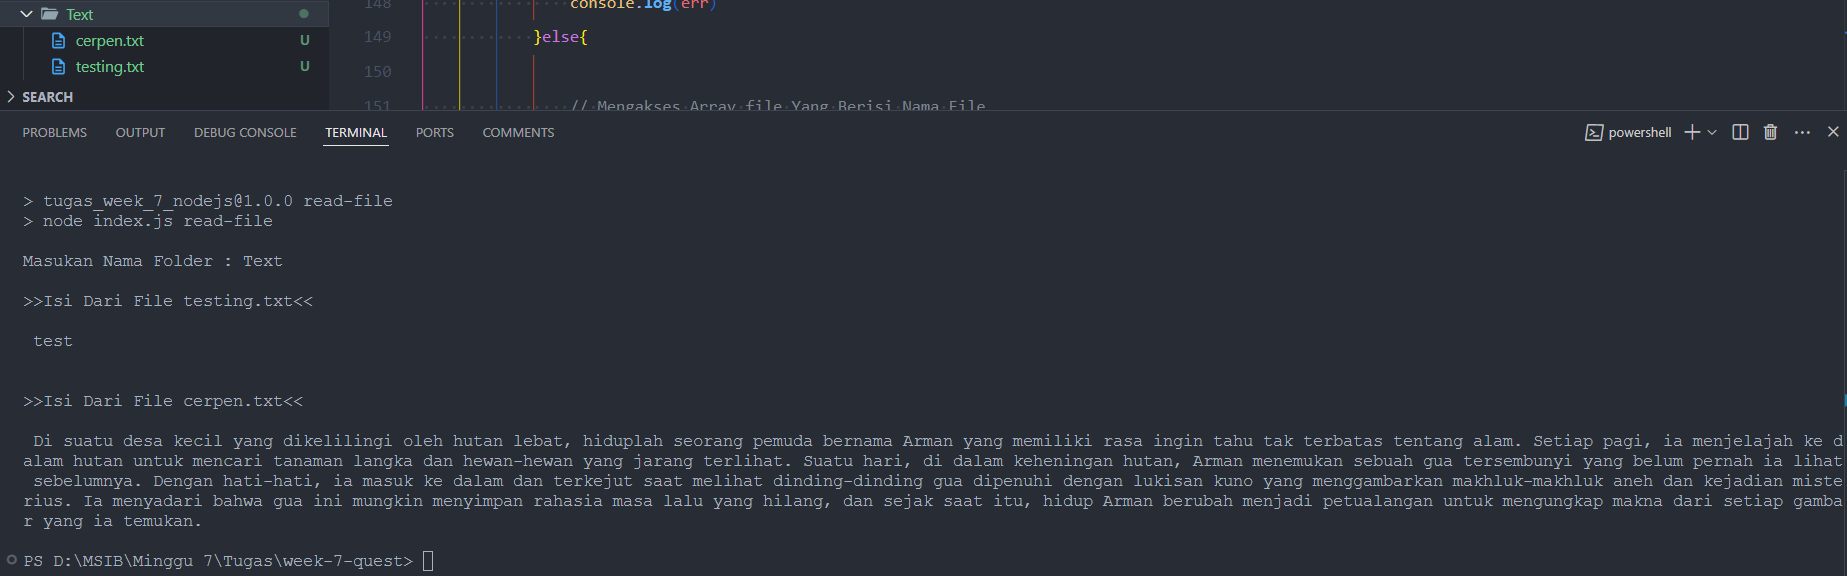 Text
148 console.log(err)
cerpen.txt U
149 }else{
testing.txt U
150
SEARCH
151 // Mengakses Array file Yang Berisi Nama File
PROBLEMS OUTPUT DEBUG CONSOLE TERMINAL PORTS COMMENTS powershell
> tugas_week_7_nodejs@1.0.0 read-file
> node index.js read-file
Masukan Nama Folder : Text
>>Isi Dari File testing.txt<<
test
>>Isi Dari File cerpen.txt<<
Di suatu desa kecil yang dikelilingi oleh hutan lebat, hiduplah seorang pemuda bernama Arman yang memiliki rasa ingin tahu tak terbatas tentang alam. Setiap pagi, ia menjelajah ke d
alam hutan untuk mencari tanaman langka dan hewan-hewan yang jarang terlihat. Suatu hari, di dalam keheningan hutan, Arman menemukan sebuah gua tersembunyi yang belum pernah ia lihat
sebelumnya. Dengan hati-hati, ia masuk ke dalam dan terkejut saat melihat dinding-dinding gua dipenuhi dengan lukisan kuno yang menggambarkan makhluk-makhluk aneh dan kejadian miste
rius. Ia menyadari bahwa gua ini mungkin menyimpan rahasia masa lalu yang hilang, dan sejak saat itu, hidup Arman berubah menjadi petualangan untuk mengungkap makna dari setiap gamba
r yang ia temukan.
PS D:\MSIB\Minggu 7\Tugas\week-7-quest>